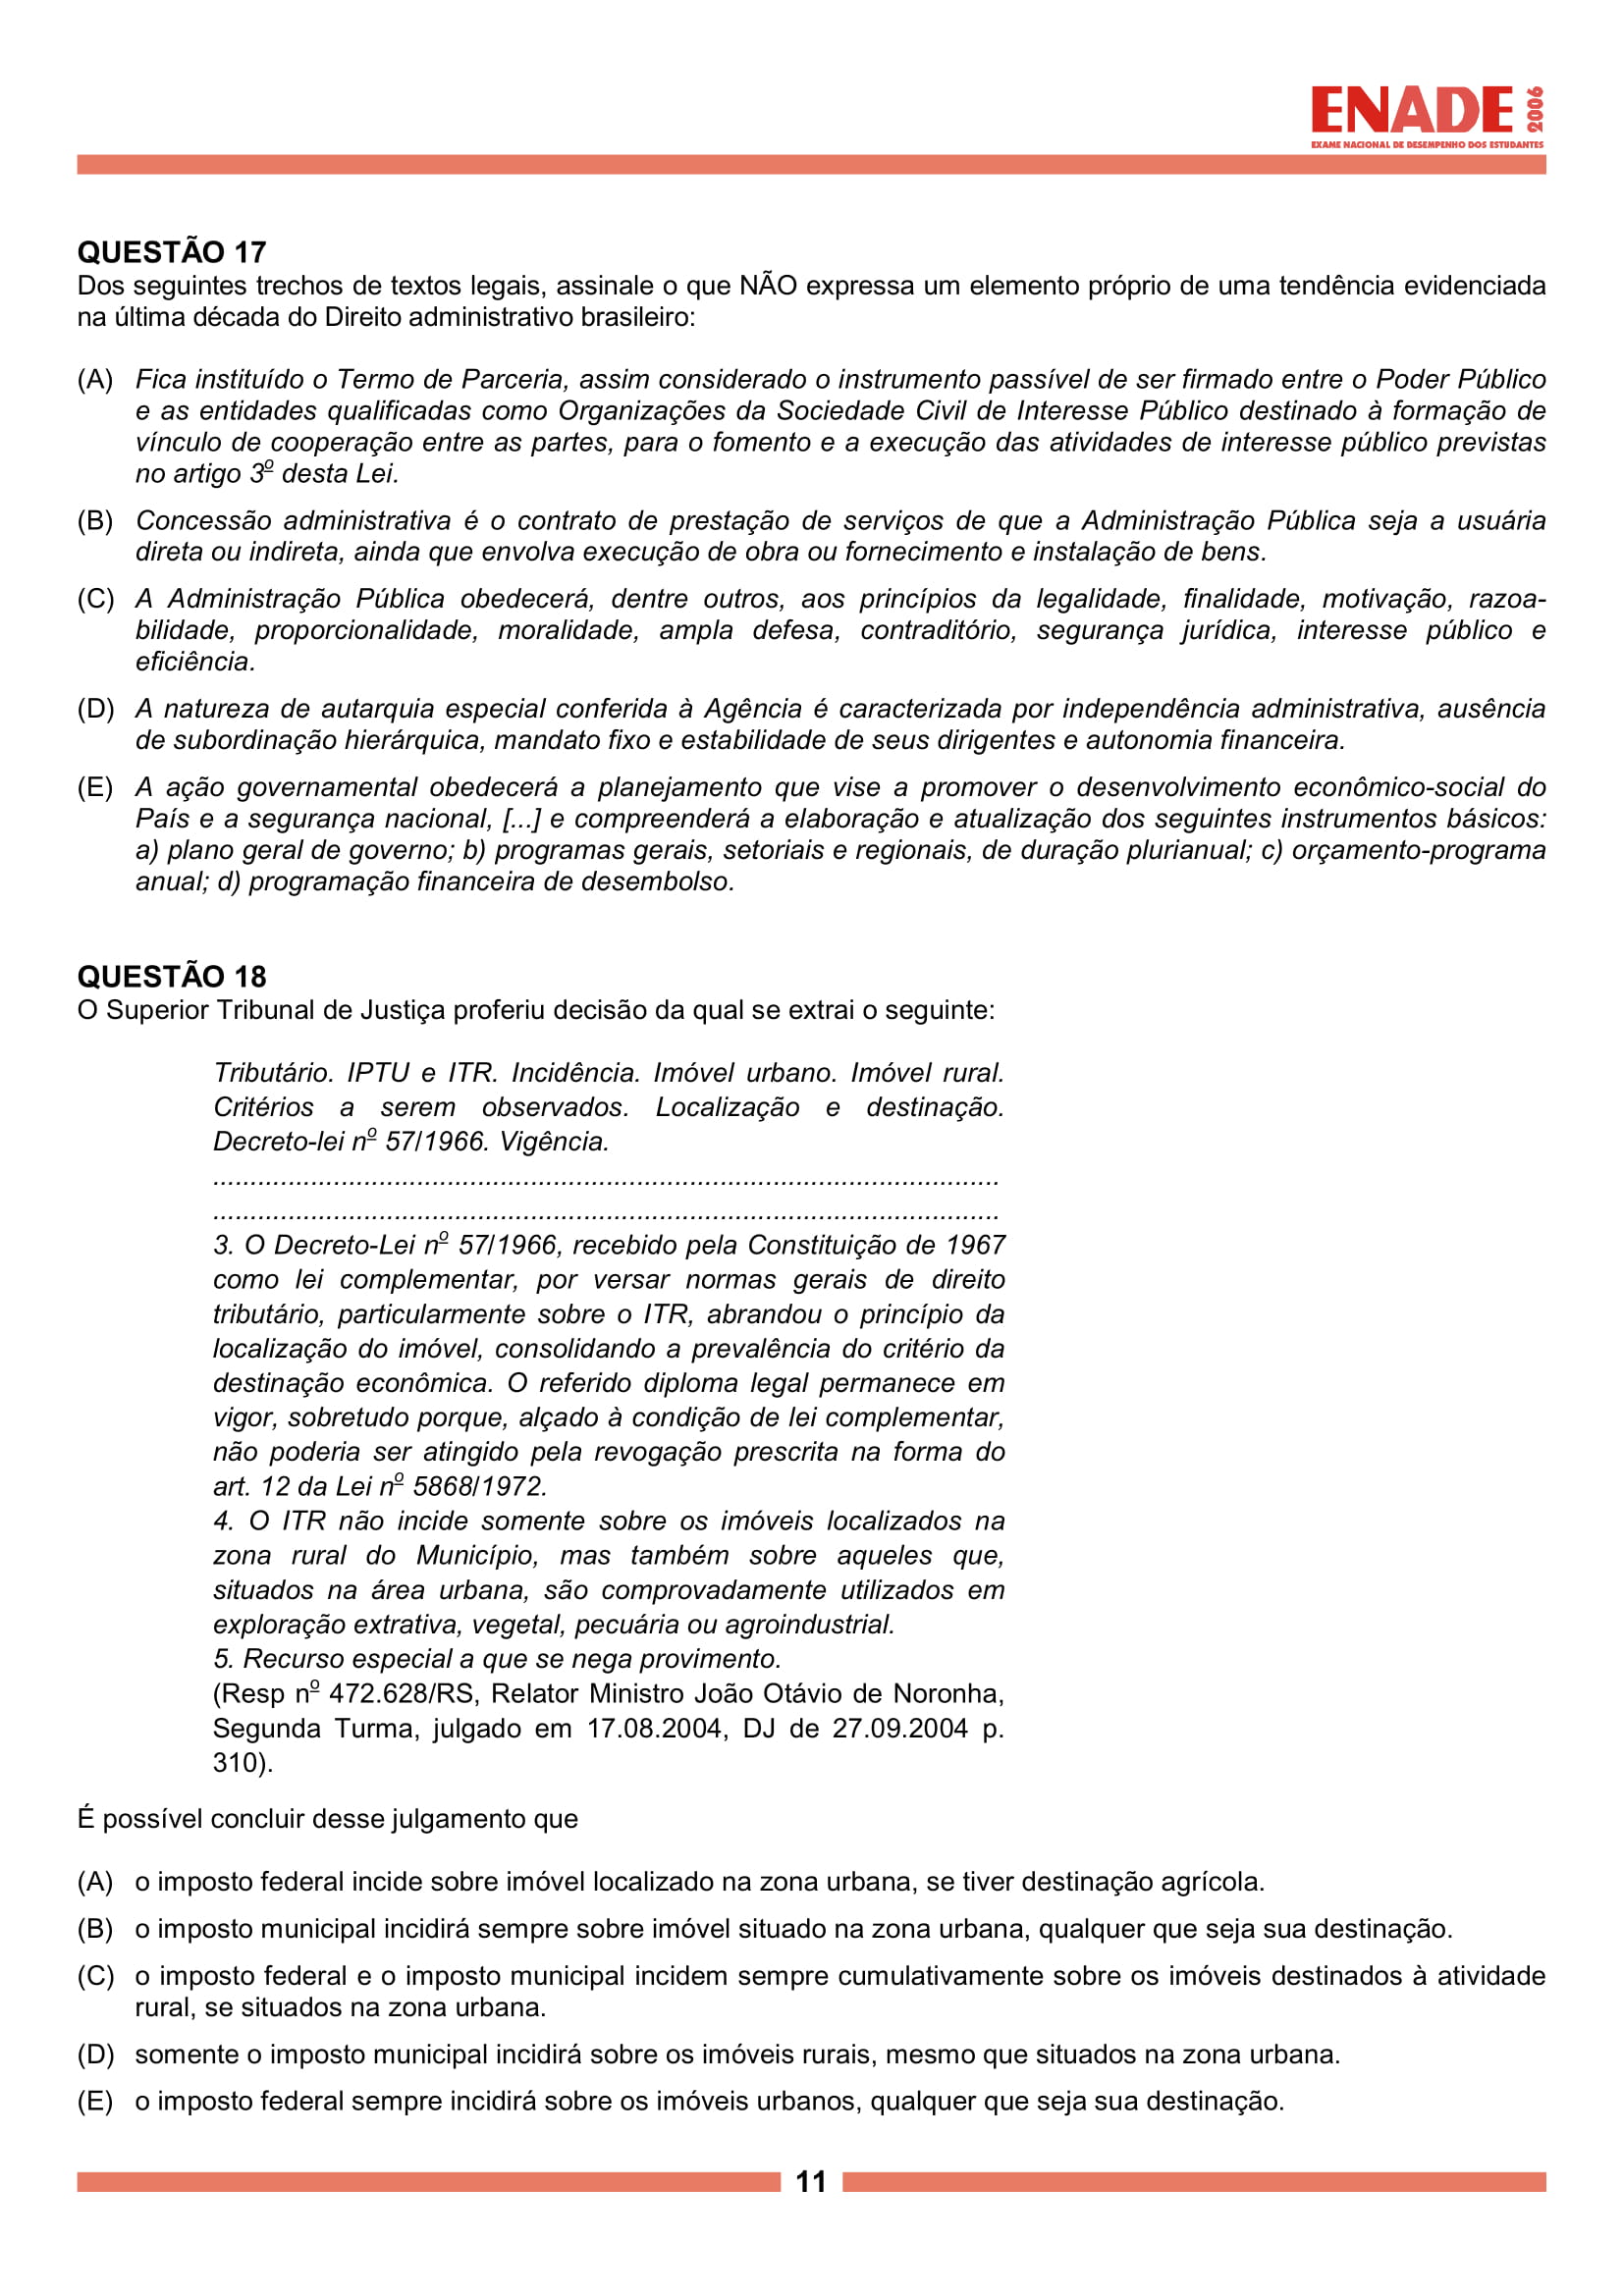 ENADE 2006
EXAME NACIONAL DE DESEMPENHO DOS ESTUDANTES
QUESTÃO 17
Dos seguintes trechos de textos legais, assinale o que NÃO expressa um elemento próprio de uma tendência evidenciada
na última década do Direito administrativo brasileiro:
(A) Fica instituído o Termo de Parceria, assim considerado o instrumento passível de ser firmado entre o Poder Público
e as entidades qualificadas como Organizações da Sociedade Civil de Interesse Público destinado à formação de
vínculo de cooperação entre as partes, para o fomento e a execução das atividades de interesse público previstas
no artigo 3º desta Lei.
(B) Concessão administrativa é o contrato de prestação de serviços de que a Administração Pública seja a usuária
direta ou indireta, ainda que envolva execução de obra ou fornecimento e instalação de bens.
(C) A Administração Pública obedecerá, dentre outros, aos princípios da legalidade, finalidade, motivação, razoa-
bilidade, proporcionalidade, moralidade, ampla defesa, contraditório, segurança jurídica, interesse público e
eficiência.
(D) A natureza de autarquia especial conferida à Agência é caracterizada por independência administrativa, ausência
de subordinação hierárquica, mandato fixo e estabilidade de seus dirigentes e autonomia financeira.
(E) A ação governamental obedecerá a planejamento que vise a promover o desenvolvimento econômico-social do
País e a segurança nacional, [...] e compreenderá a elaboração e atualização dos seguintes instrumentos básicos:
a) plano geral de governo; b) programas gerais, setoriais e regionais, de duração plurianual; c) orçamento-programa
anual; d) programação financeira de desembolso.
QUESTÃO 18
O Superior Tribunal de Justiça proferiu decisão da qual se extrai o seguinte:
Tributário. IPTU e ITR. Incidência. Imóvel urbano. Imóvel rural.
Critérios a serem observados. Localização e destinação.
Decreto-lei nº 57/1966. Vigência.
.........................................................................................................
.........................................................................................................
3. O Decreto-Lei nº 57/1966, recebido pela Constituição de 1967
como lei complementar, por versar normas gerais de direito
tributário, particularmente sobre o ITR, abrandou o princípio da
localização do imóvel, consolidando a prevalência do critério da
destinação econômica. O referido diploma legal permanece em
vigor, sobretudo porque, alçado à condição de lei complementar,
não poderia ser atingido pela revogação prescrita na forma do
art. 12 da Lei nº 5868/1972.
4. O ITR não incide somente sobre os imóveis localizados na
zona rural do Município, mas também sobre aqueles que,
situados na área urbana, são comprovadamente utilizados em
exploração extrativa, vegetal, pecuária ou agroindustrial.
5. Recurso especial a que se nega provimento.
(Resp nº 472.628/RS, Relator Ministro João Otávio de Noronha,
Segunda Turma, julgado em 17.08.2004, DJ de 27.09.2004 p.
310).
É possível concluir desse julgamento que
(A) o imposto federal incide sobre imóvel localizado na zona urbana, se tiver destinação agrícola.
(B) o imposto municipal incidirá sempre sobre imóvel situado na zona urbana, qualquer que seja sua destinação.
(C) o imposto federal e o imposto municipal incidem sempre cumulativamente sobre os imóveis destinados à atividade
rural, se situados na zona urbana.
(D) somente o imposto municipal incidirá sobre os imóveis rurais, mesmo que situados na zona urbana.
(E) o imposto federal sempre incidirá sobre os imóveis urbanos, qualquer que seja sua destinação.
11